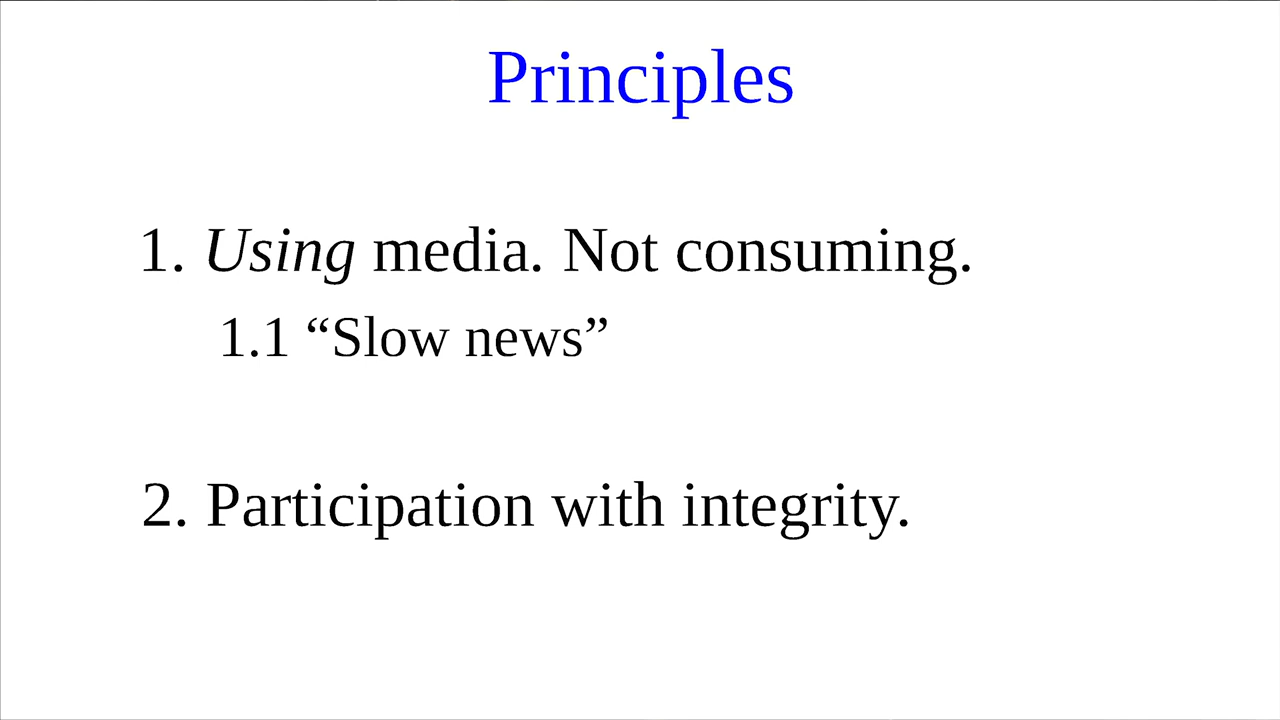 Principles
1. Using media. Not consuming.
1.1 “Slow news”
2. Participation with integrity.